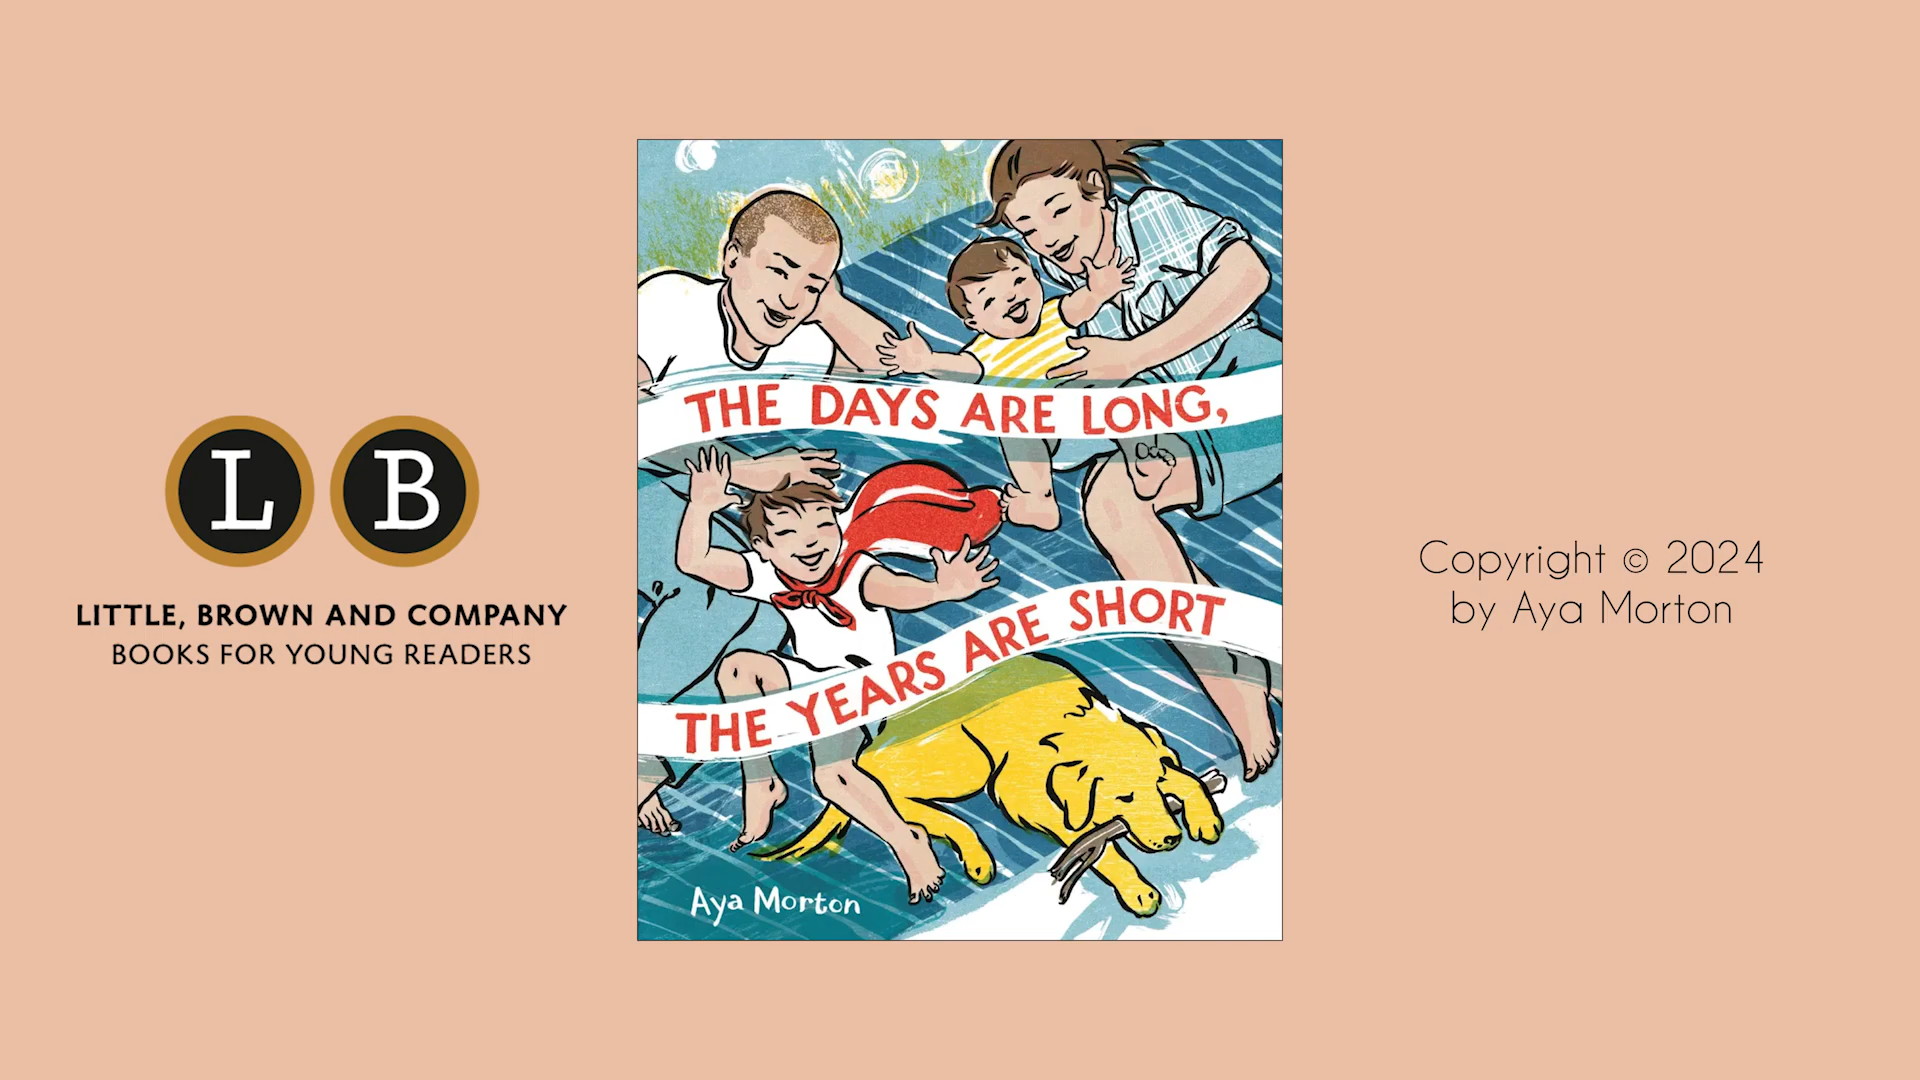 L B
LITTLE, BROWN AND COMPANY
BOOKS FOR YOUNG READERS
THE DAYS ARE LONG,
THE YEARS ARE SHORT
Aya Morton
Copyright © 2024
by Aya Morton